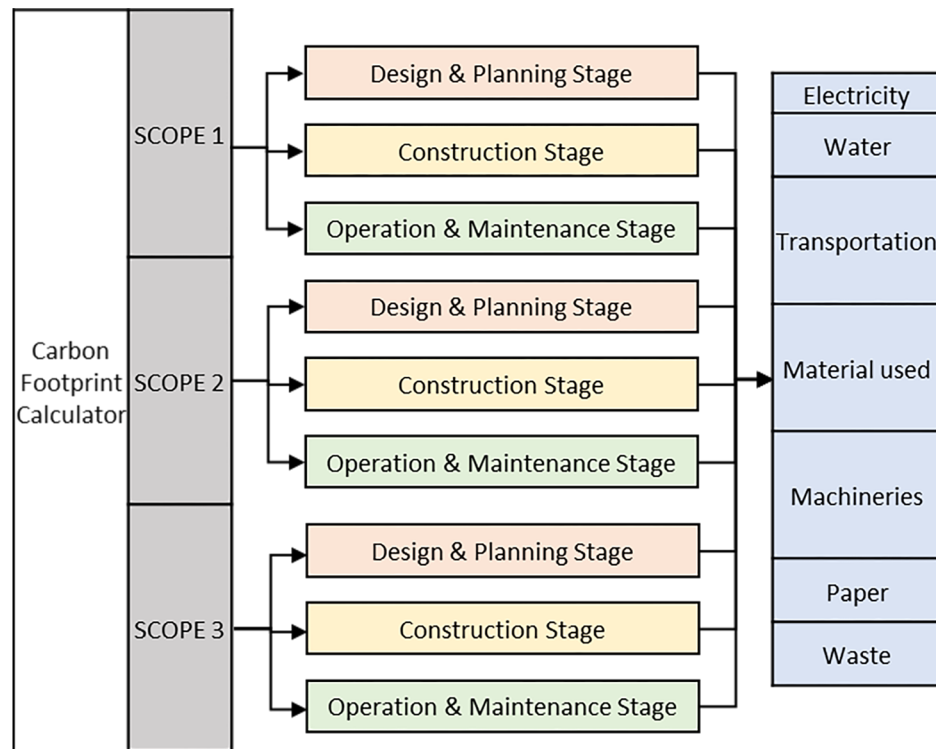 Carbon
Footprint
Calculator
SCOPE 1
Design & Planning Stage
Construction Stage
Operation & Maintenance Stage
SCOPE 2
Design & Planning Stage
Construction Stage
Operation & Maintenance Stage
SCOPE 3
Design & Planning Stage
Construction Stage
Operation & Maintenance Stage
Electricity
Water
Transportation
Material used
Machineries
Paper
Waste